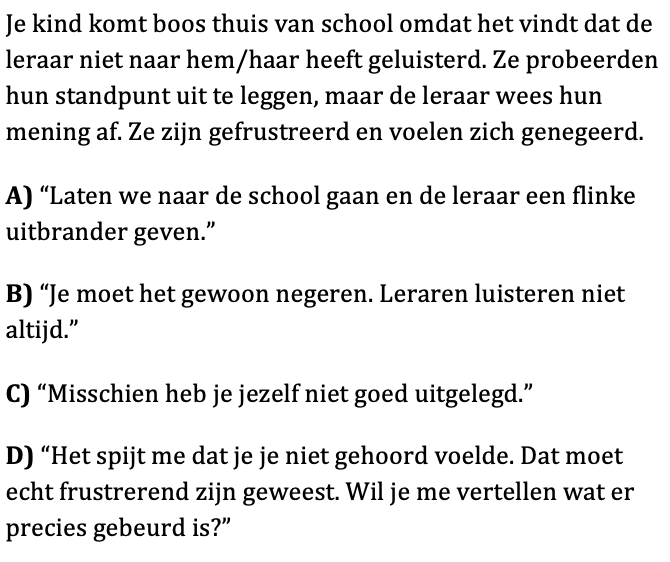 Je kind komt boos thuis van school omdat het vindt dat de
leraar niet naar hem/haar heeft geluisterd. Ze probeerden
hun standpunt uit te leggen, maar de leraar wees hun
mening af. Ze zijn gefrustreerd en voelen zich genegeerd.
A) “Laten we naar de school gaan en de leraar een flinke
uitbrander geven.”
B) “Je moet het gewoon negeren. Leraren luisteren niet
altijd.”
C) “Misschien heb je jezelf niet goed uitgelegd.”
D) “Het spijt me dat je je niet gehoord voelde. Dat moet
echt frustrerend zijn geweest. Wil je me vertellen wat er
precies gebeurd is?”